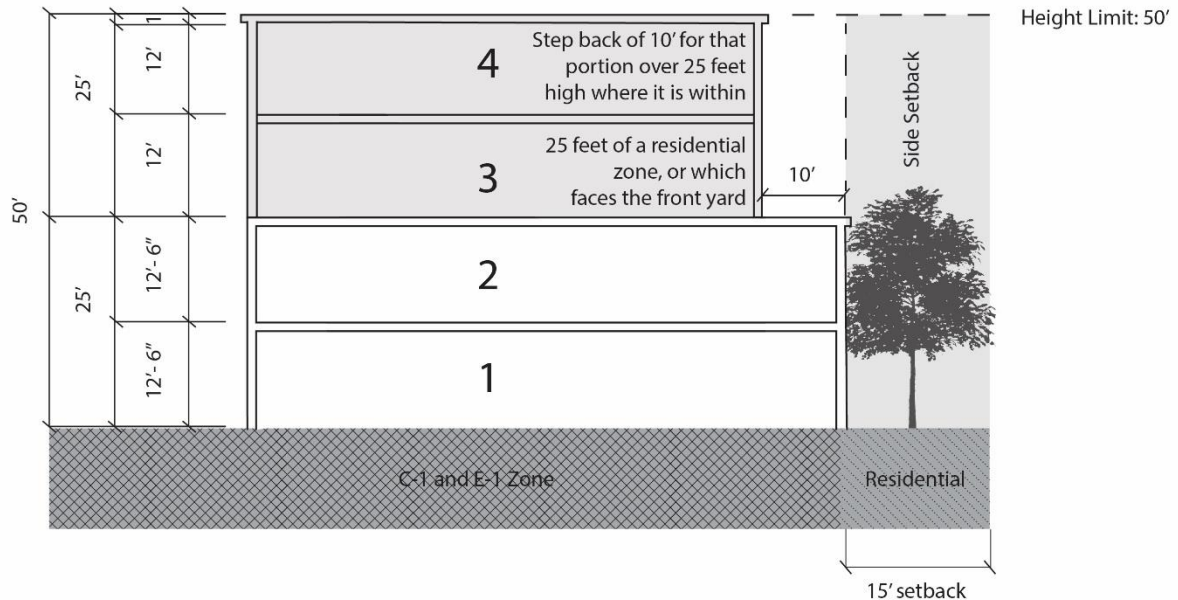 Height Limit: 50’
1’
12’
25’
12’
50’
12’- 6”
25’
12’- 6”
4
Step back of 10’ for that
portion over 25 feet
high where it is within
3
25 feet of a residential
zone, or which
faces the front yard
10’
Side Setback
2
1
C-1 and E-1 Zone
Residential
15’ setback